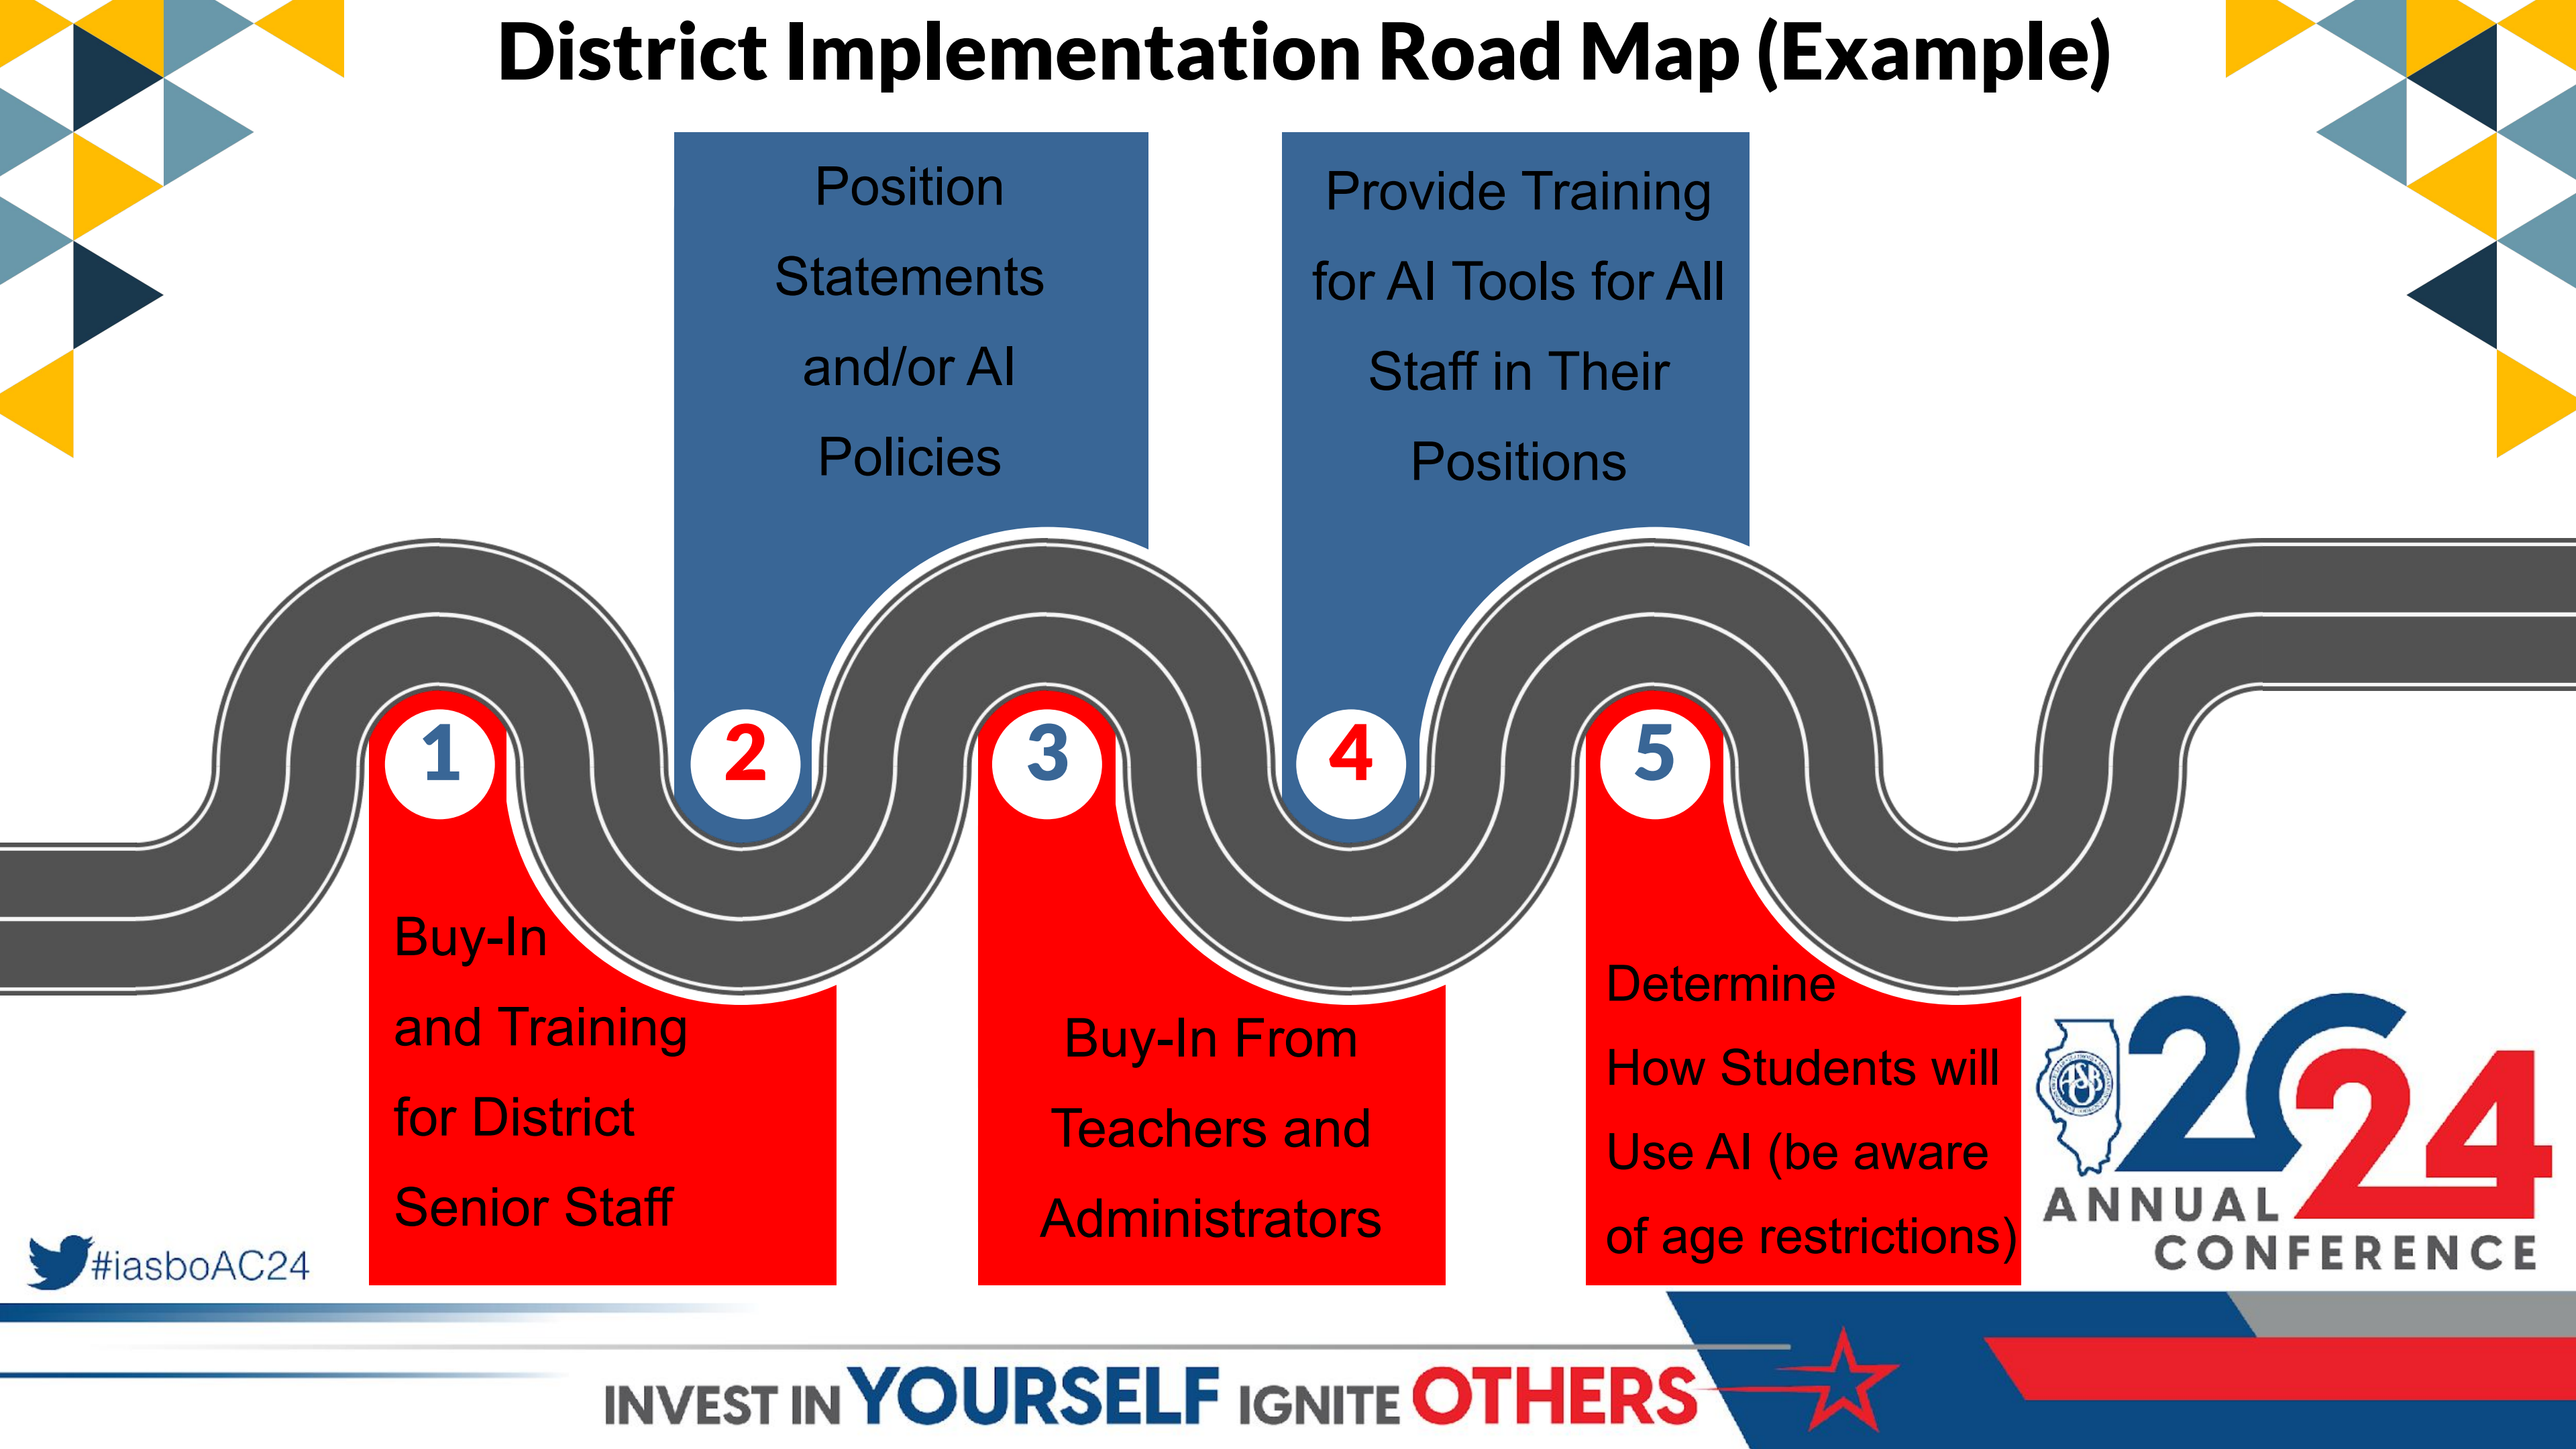 District Implementation Road Map (Example)
Position
Statements
and/or AI
Policies
Provide Training
for AI Tools for All
Staff in Their
Positions
1
2
3
4
5
Buy-In
and Training
for District
Senior Staff
Buy-In From
Teachers and
Administrators
Determine
How Students will
Use AI (be aware
of age restrictions)
2024
ANNUAL
CONFERENCE
#iasboAC24
INVEST IN YOURSELF IGNITE OTHERS